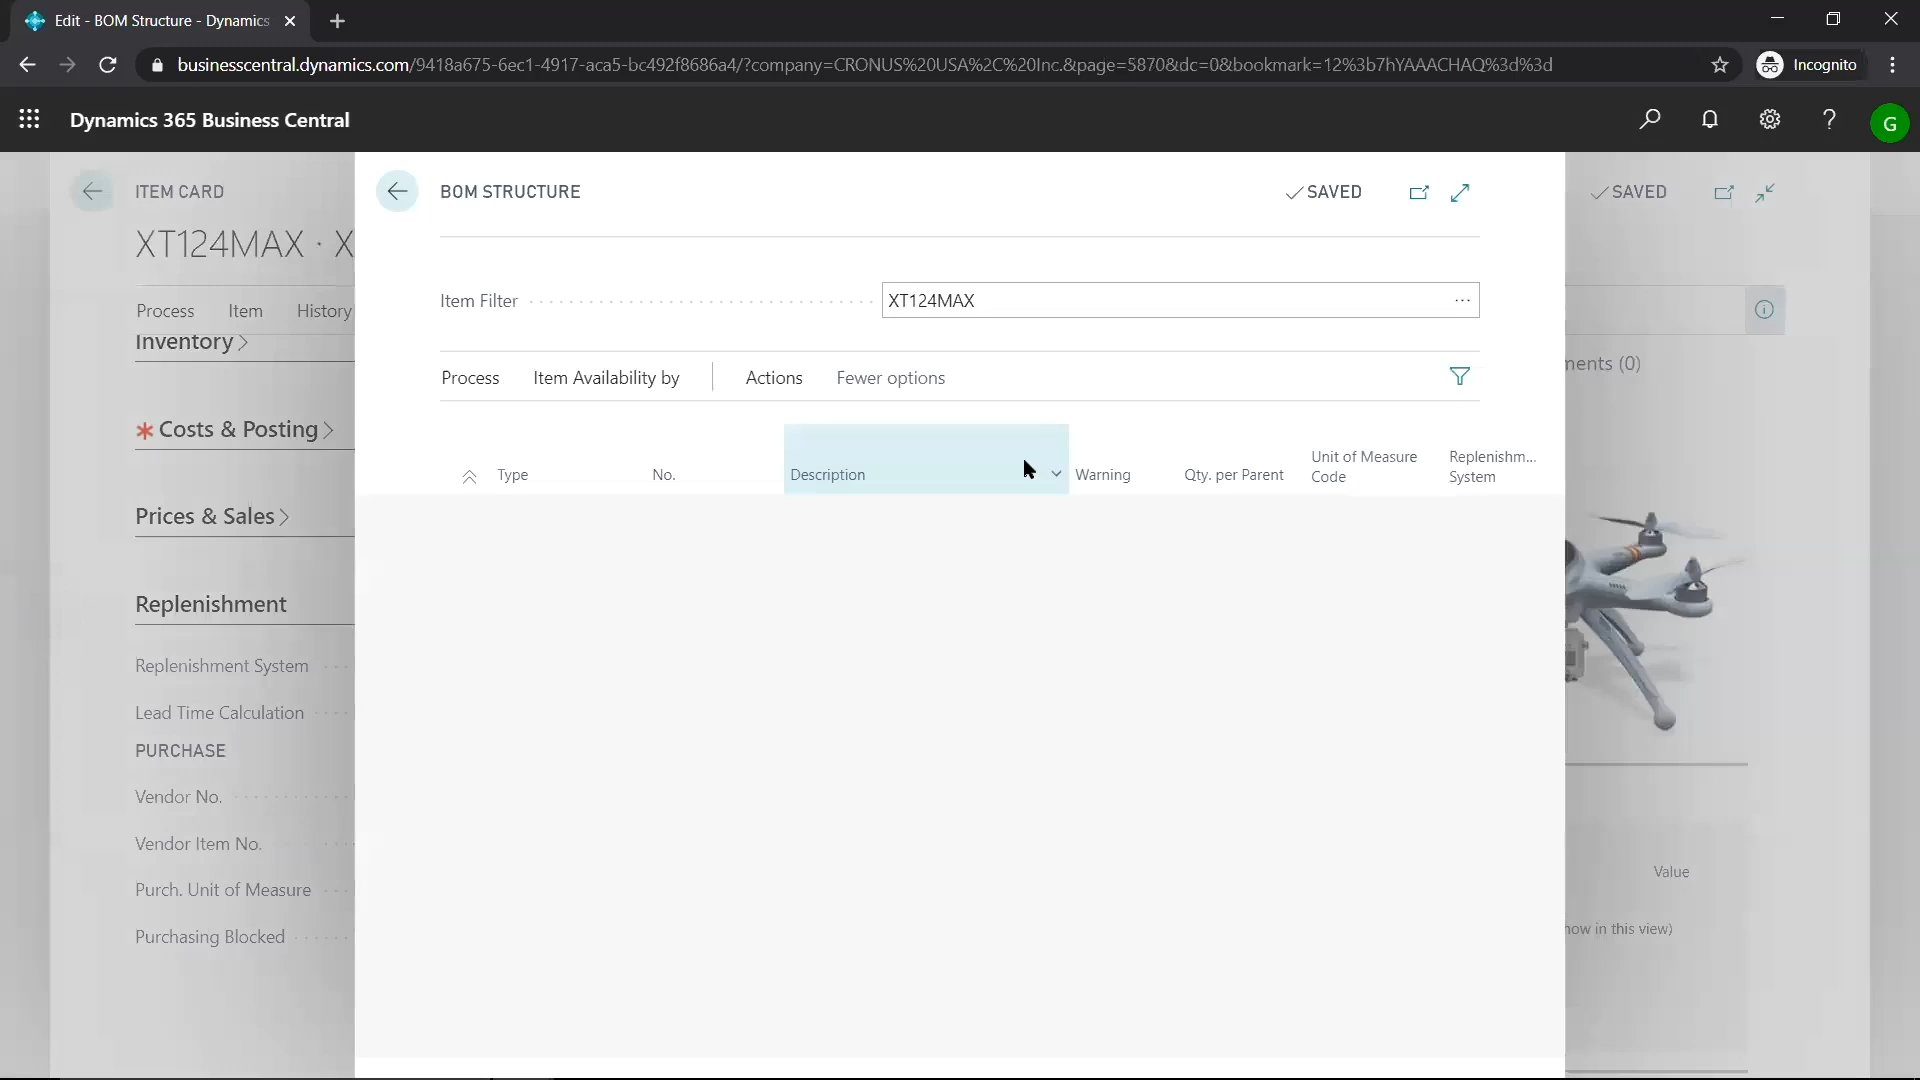 Edit - BOM Structure - Dynamics
businesscentral.dynamics.com/9418a675-6ec1-4917-aca5-bc492f8686a4/?company=CRONUS%20USA%2C%20Inc.&page=5870&dc=0&bookmark=12%3b7hYAAACHAQ%3d%3d
Incognito
Dynamics 365 Business Central
G
ITEM CARD
BOM STRUCTURE
SAVED
SAVED
XT124MAX · X
Item Filter
XT124MAX
Process Item History
Inventory
ments (0)
Process Item Availability by Actions Fewer options
Costs & Posting
Type No. Description Warning Qty. per Parent Unit of Measure Code Replenishm... System
Prices & Sales
Replenishment
Replenishment System
Lead Time Calculation
PURCHASE
Vendor No.
Vendor Item No.
Value
Purch. Unit of Measure
how in this view)
Purchasing Blocked